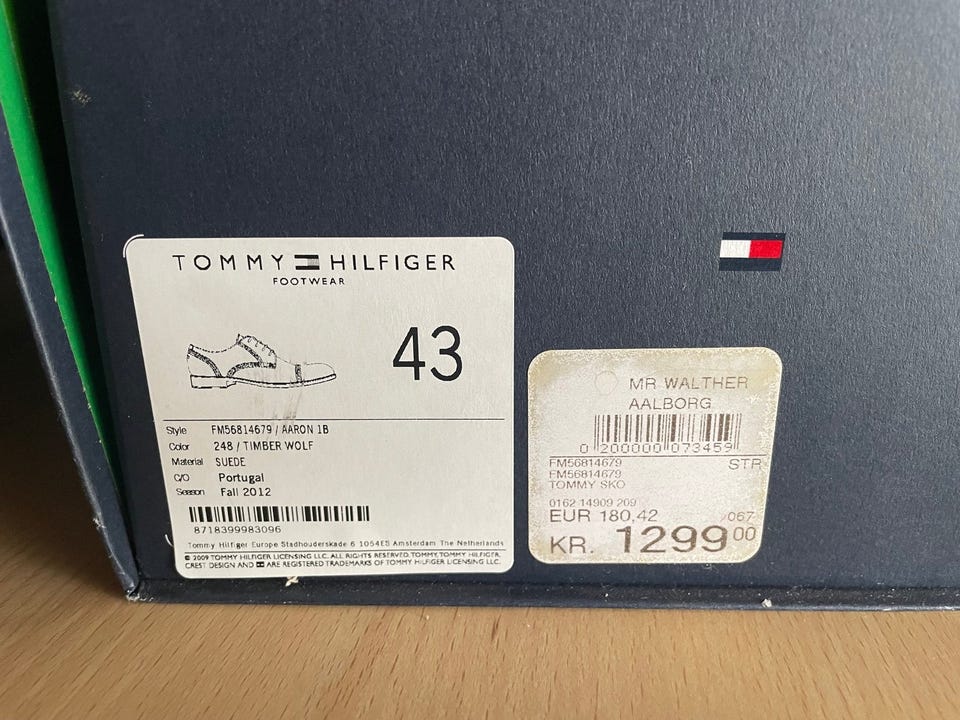 TOMMY HILFIGER
FOOTWEAR
43
Style FM56814679 / AARON 1B
Color 248 / TIMBER WOLF
Material SUEDE
C/O Portugal
Season Fall 2012
8718399983096
Tommy Hilfiger Europe Stadhouderskade 6 1054ES Amsterdam The Netherlands
© 2009 TOMMY HILFIGER LICENSING LLC. ALL RIGHTS RESERVED. TOMMY, TOMMY HILFIGER,
CREST DESIGN AND ARE REGISTERED TRADEMARKS OF TOMMY HILFIGER LICENSING LLC.
MR WALTHER
AALBORG
0 200000 073459
FM56814679 STR
FM56814679
TOMMY SKO
0162 14909 209
EUR 180,42 /067
KR. 1299 00